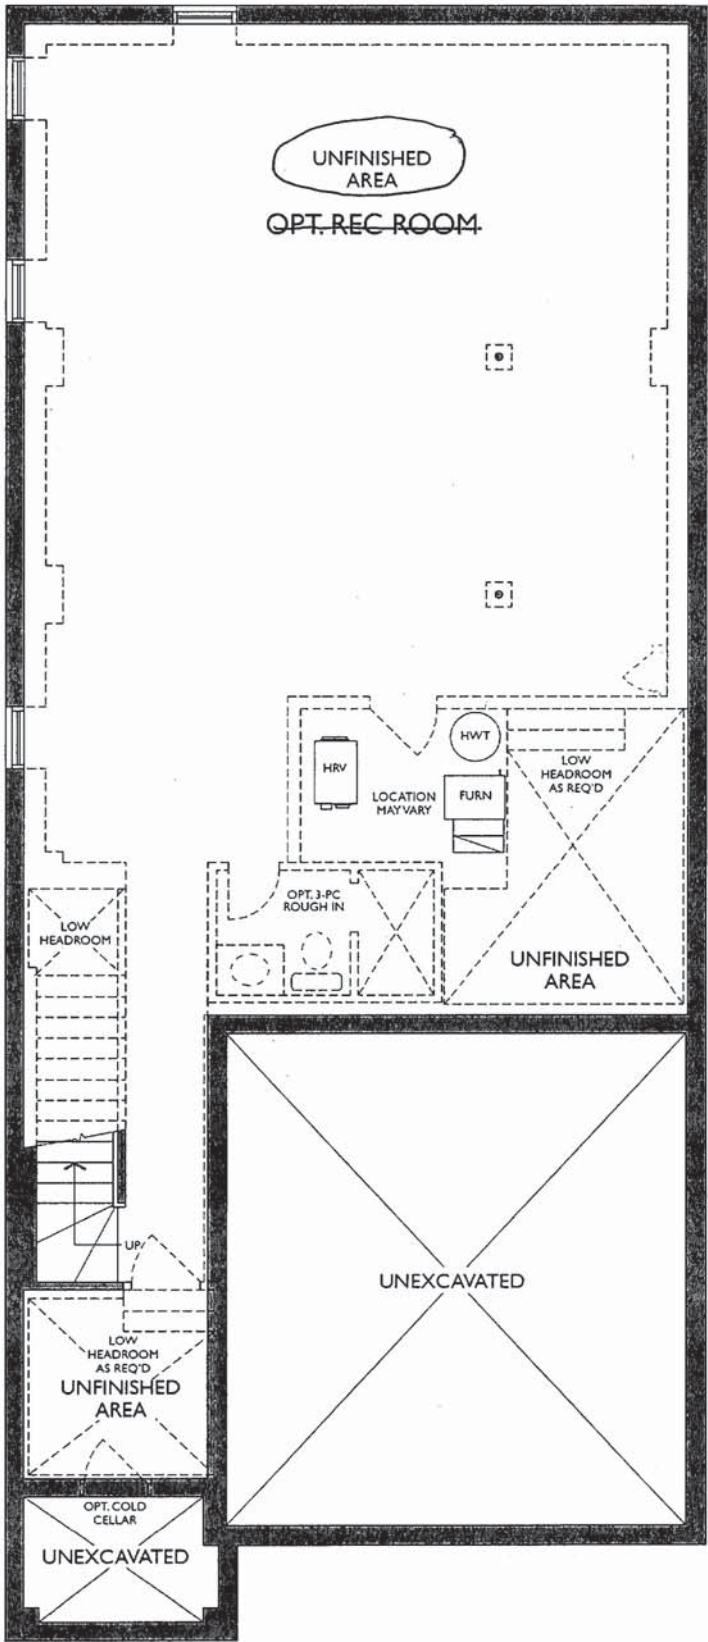 UNFINISHED
AREA
OPT. REC ROOM
HWT
HRV
LOW
HEADROOM
AS REQ'D
LOCATION
MAY VARY
FURN
OPT. 3-PC
ROUGH IN
LOW
HEADROOM
UNFINISHED
AREA
UP
UNEXCAVATED
LOW
HEADROOM
AS REQ'D
UNFINISHED
AREA
OPT. COLD
CELLAR
UNEXCAVATED